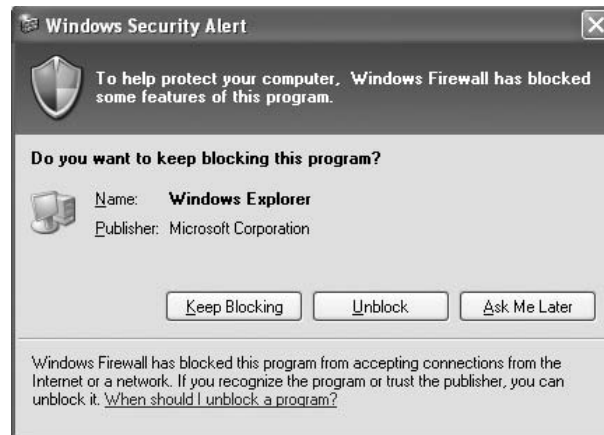 Windows Security Alert
To help protect your computer, Windows Firewall has blocked
some features of this program.
Do you want to keep blocking this program?
Name: Windows Explorer
Publisher: Microsoft Corporation
Keep Blocking Unblock Ask Me Later
Windows Firewall has blocked this program from accepting connections from the
Internet or a network. If you recognize the program or trust the publisher, you can
unblock it. When should I unblock a program?